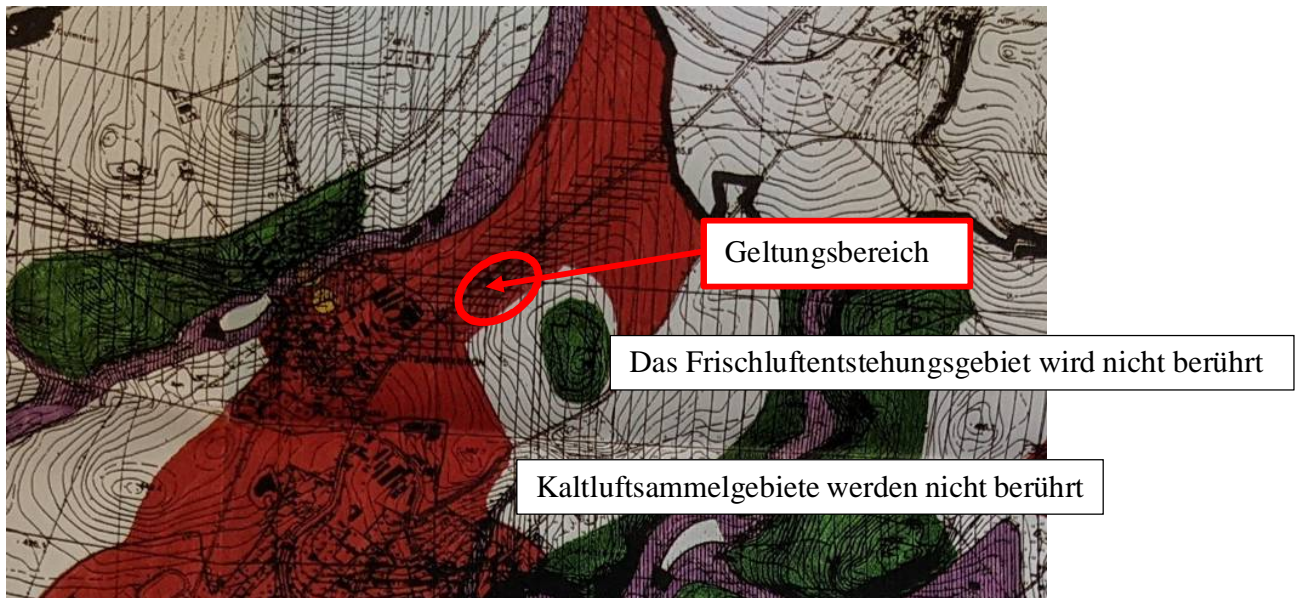 Geltungsbereich
Das Frischluftentstehungsgebiet wird nicht berührt
Kaltluftsammelgebiete werden nicht berührt